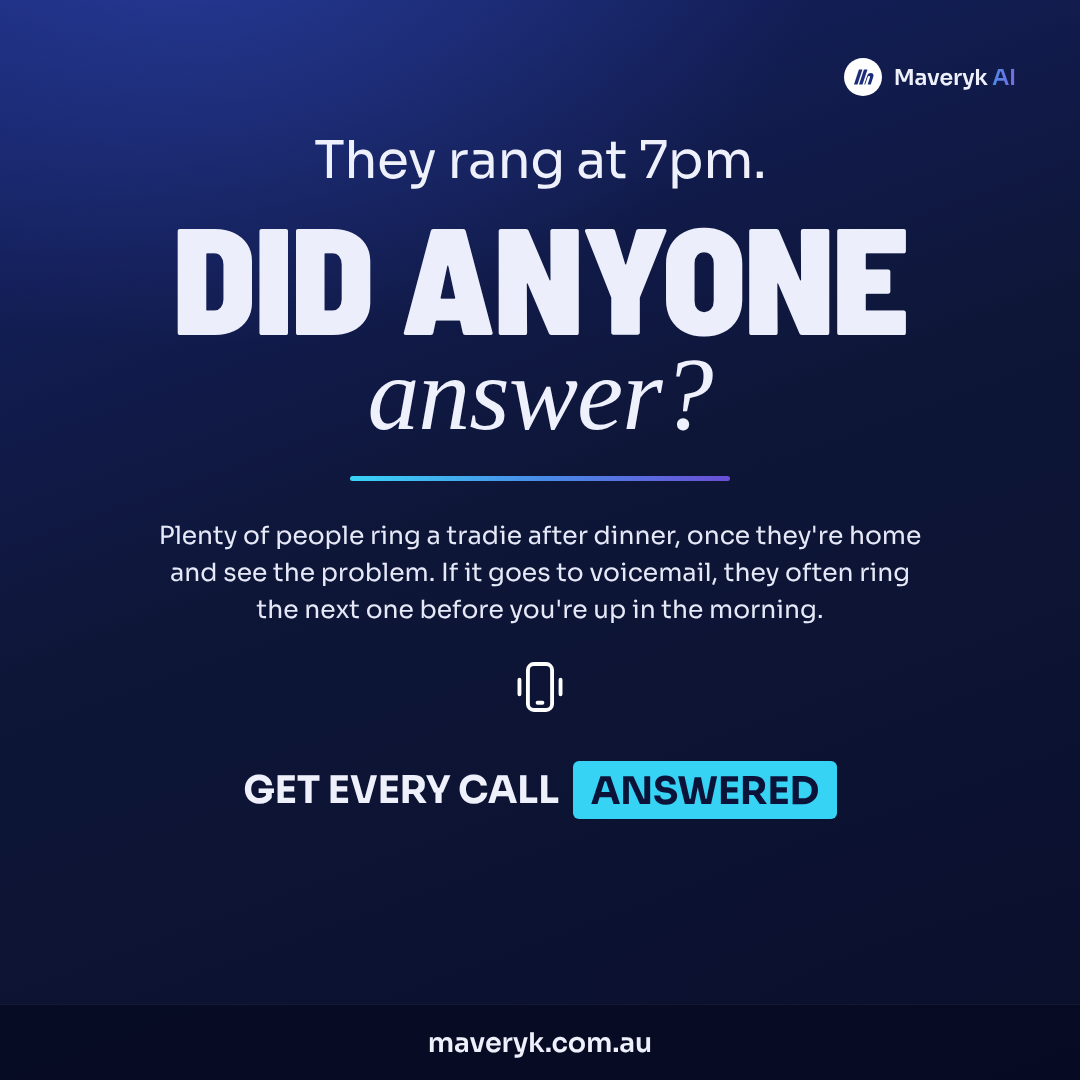 Maveryk AI
They rang at 7pm.
DID ANYONE
answer?
Plenty of people ring a tradie after dinner, once they're home
and see the problem. If it goes to voicemail, they often ring
the next one before you're up in the morning.
GET EVERY CALL ANSWERED
maveryk.com.au